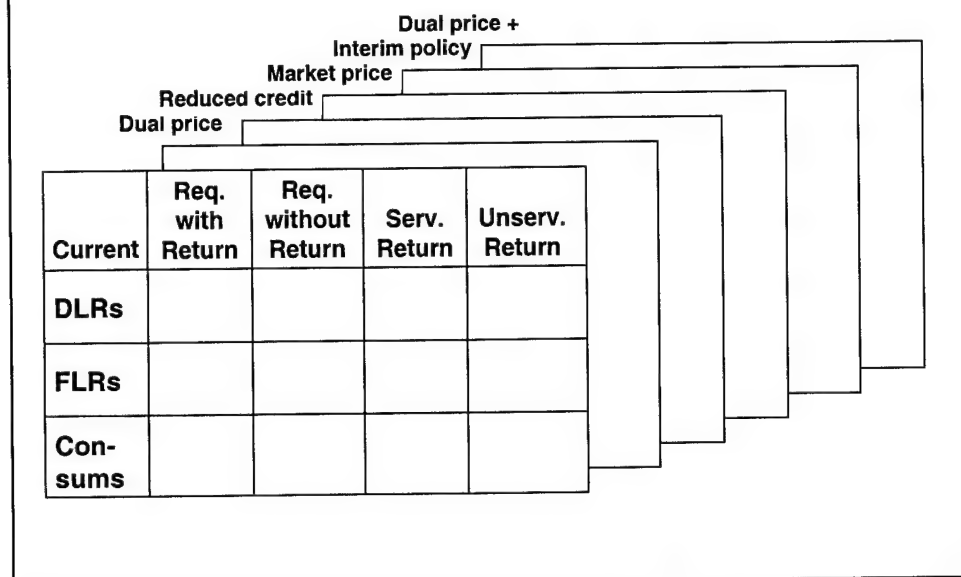 Dual price +
Interim policy
Market price
Reduced credit
Dual price
Current
Req.
with
Return
Req.
without
Return
Serv.
Return
Unserv.
Return
DLRs
FLRs
Con-
sums